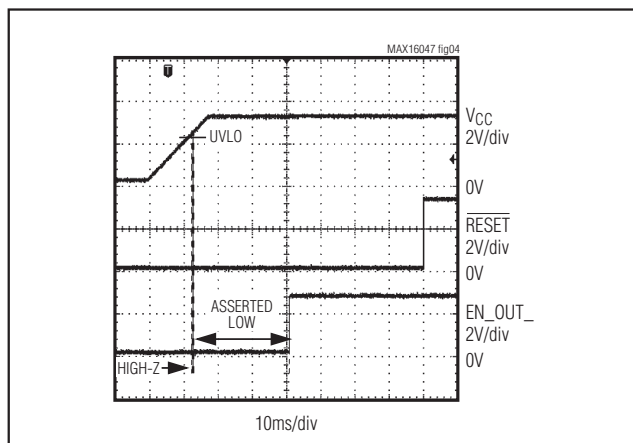 MAX16047 fig04
T
UVLO
VCC
2V/div
0V
RESET
2V/div
0V
ASSERTED
LOW
EN_OUT_
2V/div
0V
HIGH-Z
10ms/div